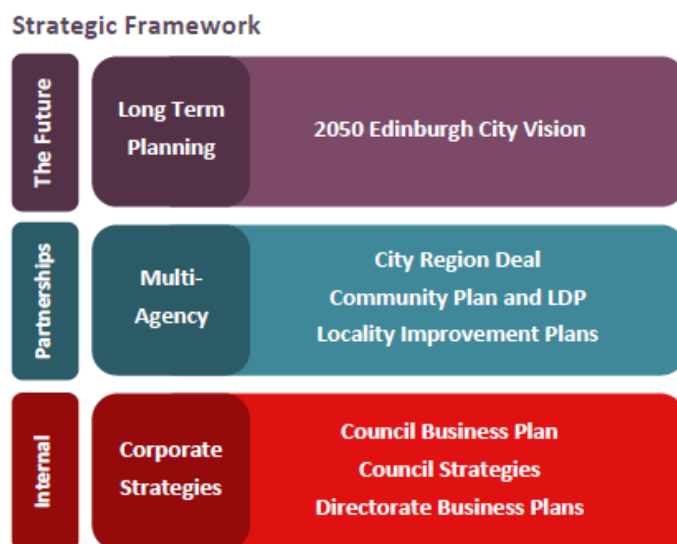 Strategic Framework
The Future
Long Term
Planning
2050 Edinburgh City Vision
Partnerships
Multi-
Agency
City Region Deal
Community Plan and LDP
Locality Improvement Plans
Internal
Corporate
Strategies
Council Business Plan
Council Strategies
Directorate Business Plans